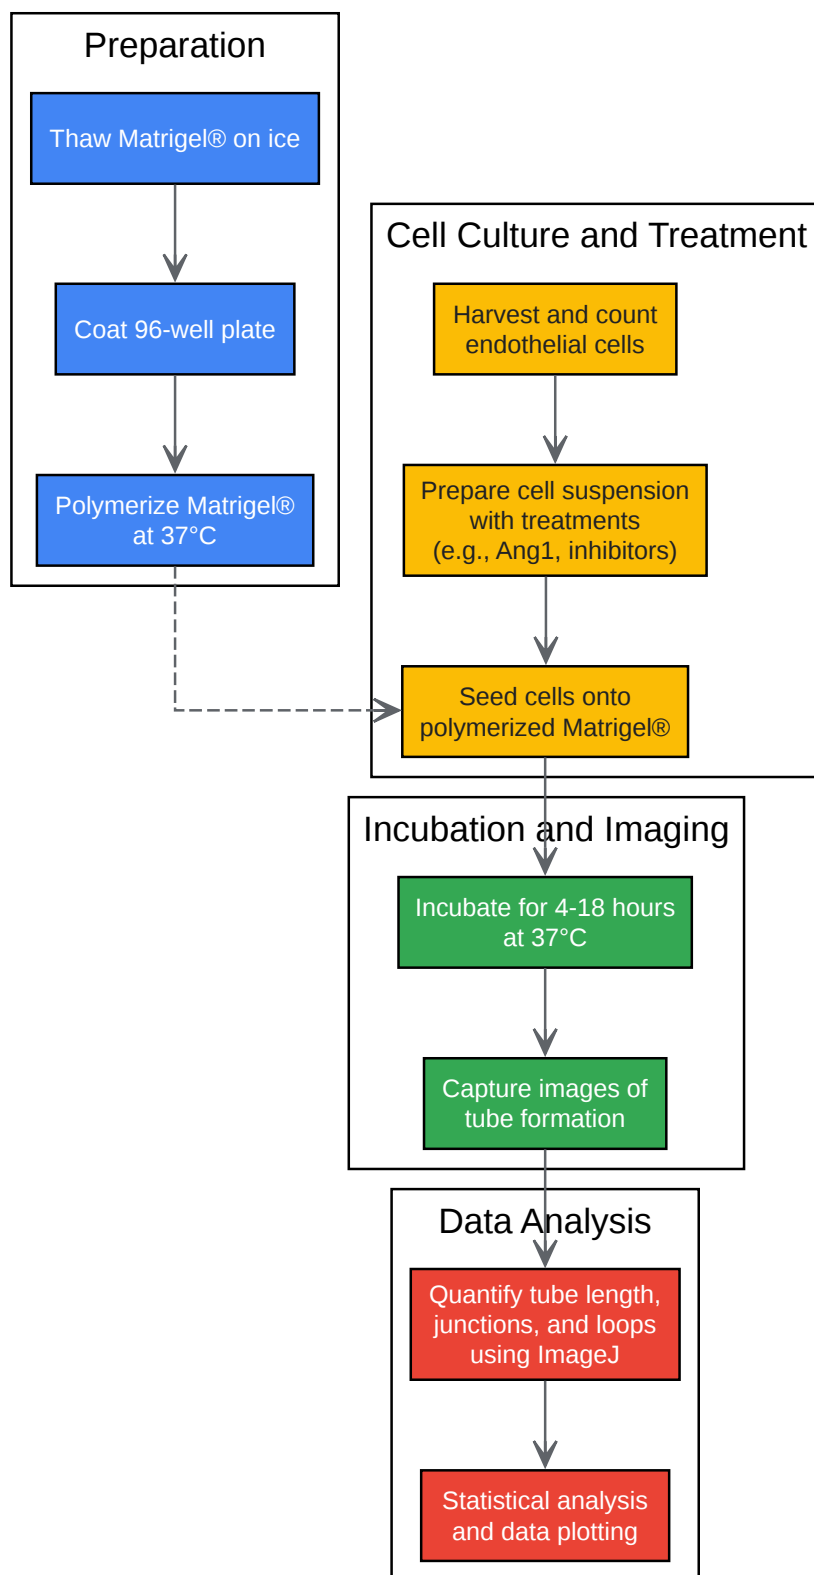 Preparation
Thaw Matrigel® on ice
Coat 96-well plate
Polymerize Matrigel®
at 37°C
Cell Culture and Treatment
Harvest and count
endothelial cells
Prepare cell suspension
with treatments
(e.g., Ang1, inhibitors)
Seed cells onto
polymerized Matrigel®
Incubation and Imaging
Incubate for 4-18 hours
at 37°C
Capture images of
tube formation
Data Analysis
Quantify tube length,
junctions, and loops
using ImageJ
Statistical analysis
and data plotting